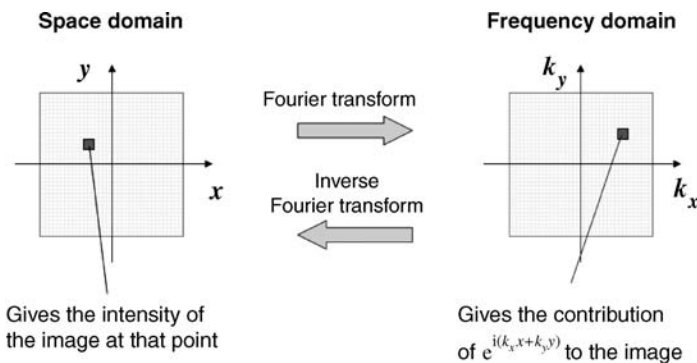 Space domain
Frequency domain
y
x
Fourier transform
Inverse
Fourier transform
k_y
k_x
Gives the intensity of
the image at that point
Gives the contribution
of e^{i(k_x x+k_y y)} to the image